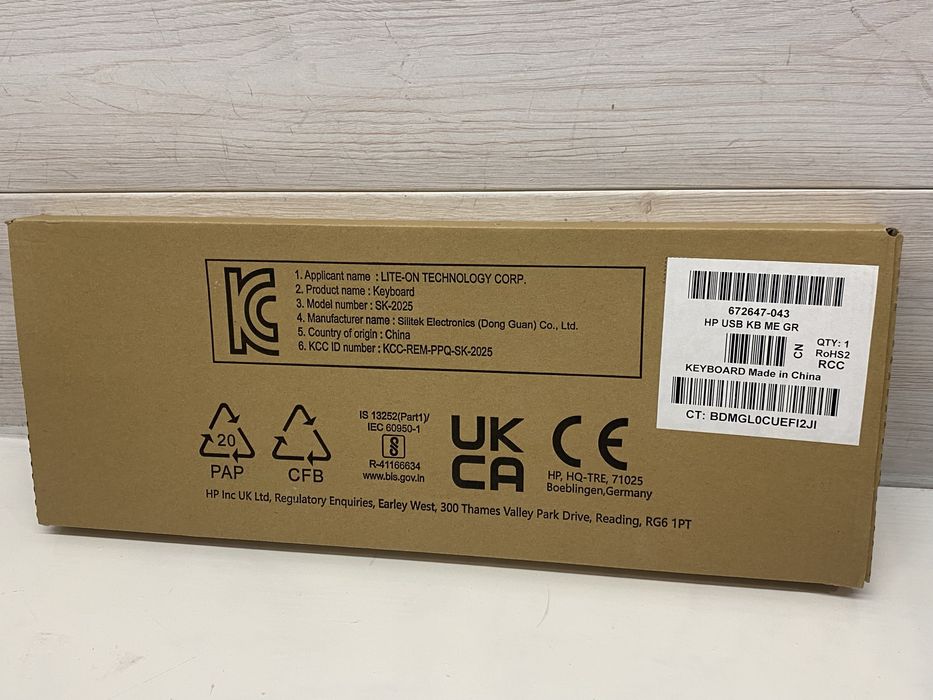 1. Applicant name : LITE-ON TECHNOLOGY CORP.
2. Product name : Keyboard
3. Model number : SK-2025
4. Manufacturer name : Silitek Electronics (Dong Guan) Co., Ltd.
5. Country of origin : China
6. KCC ID number : KCC-REM-PPQ-SK-2025
672647-043
HP USB KB ME GR
CN
QTY: 1
RoHS2
RCC
KEYBOARD Made in China
CT: BDMGL0CUEFI2JI
20
PAP
CFB
IS 13252(Part1)/
IEC 60950-1
R-41166634
www.bis.gov.in
UK
CA
CE
HP, HQ-TRE, 71025
Boeblingen,Germany
HP Inc UK Ltd, Regulatory Enquiries, Earley West, 300 Thames Valley Park Drive, Reading, RG6 1PT